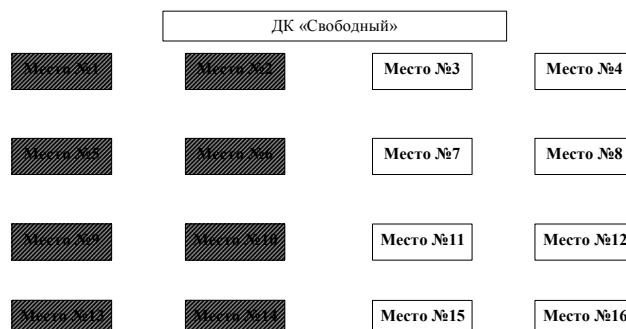 ДК «Свободный»
Место №1 Место №2 Место №3 Место №4
Место №5 Место №6 Место №7 Место №8
Место №9 Место №10 Место №11 Место №12
Место №13 Место №14 Место №15 Место №16